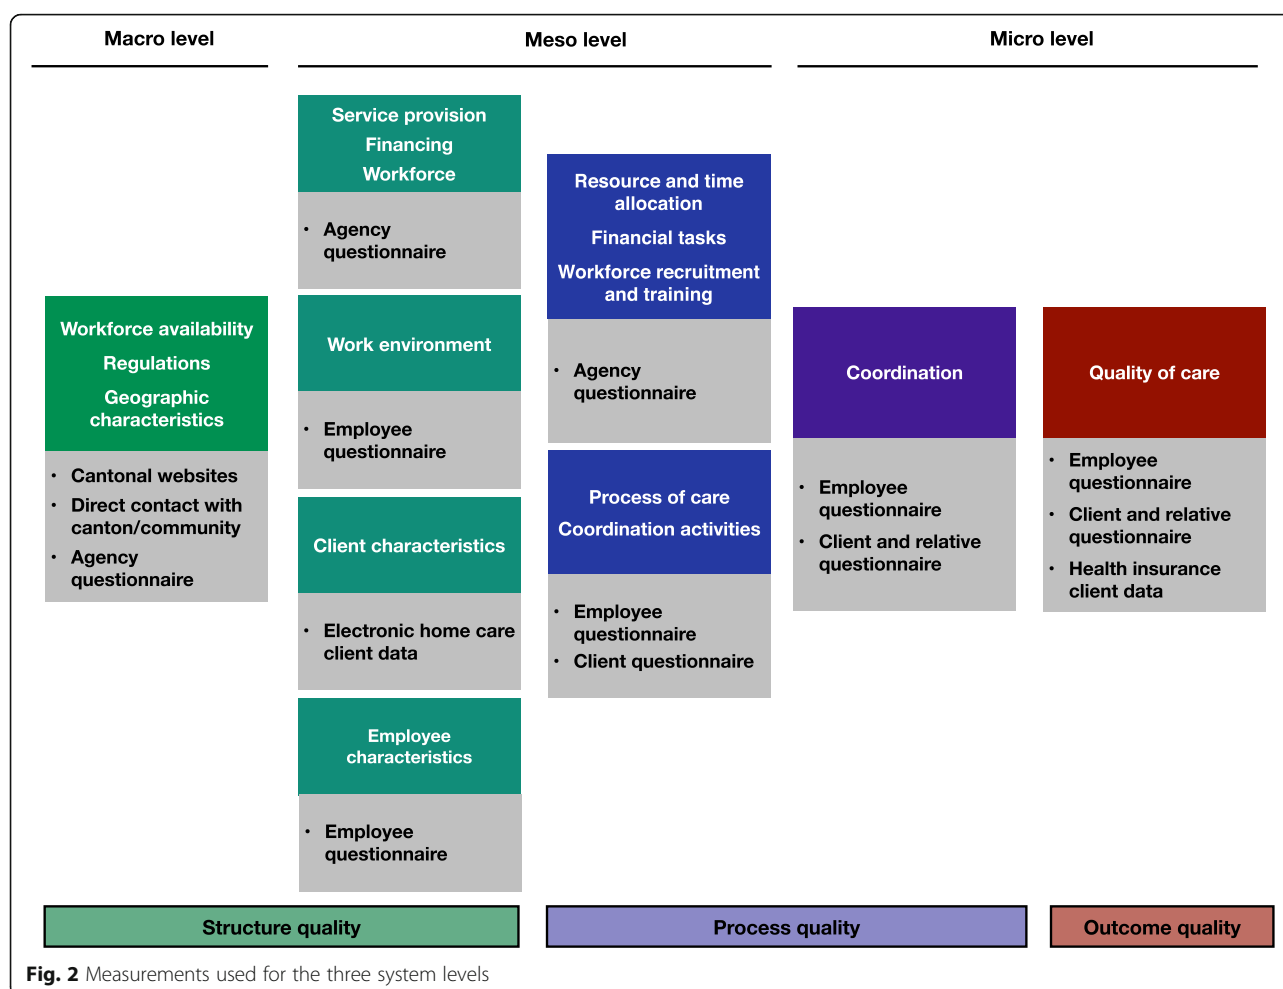 Macro level
Meso level
Micro level
Workforce availability
Regulations
Geographic
characteristics
• Cantonal websites
• Direct contact with
canton/community
• Agency
questionnaire
Service provision
Financing
Workforce
• Agency
questionnaire
Work environment
• Employee
questionnaire
Client characteristics
• Electronic home care
client data
Employee
characteristics
• Employee
questionnaire
Resource and time
allocation
Financial tasks
Workforce recruitment
and training
• Agency
questionnaire
Process of care
Coordination activities
• Employee
questionnaire
• Client questionnaire
Coordination
• Employee
questionnaire
• Client and relative
questionnaire
Quality of care
• Employee
questionnaire
• Client and relative
questionnaire
• Health insurance
client data
Structure quality
Process quality
Outcome quality
Fig. 2 Measurements used for the three system levels